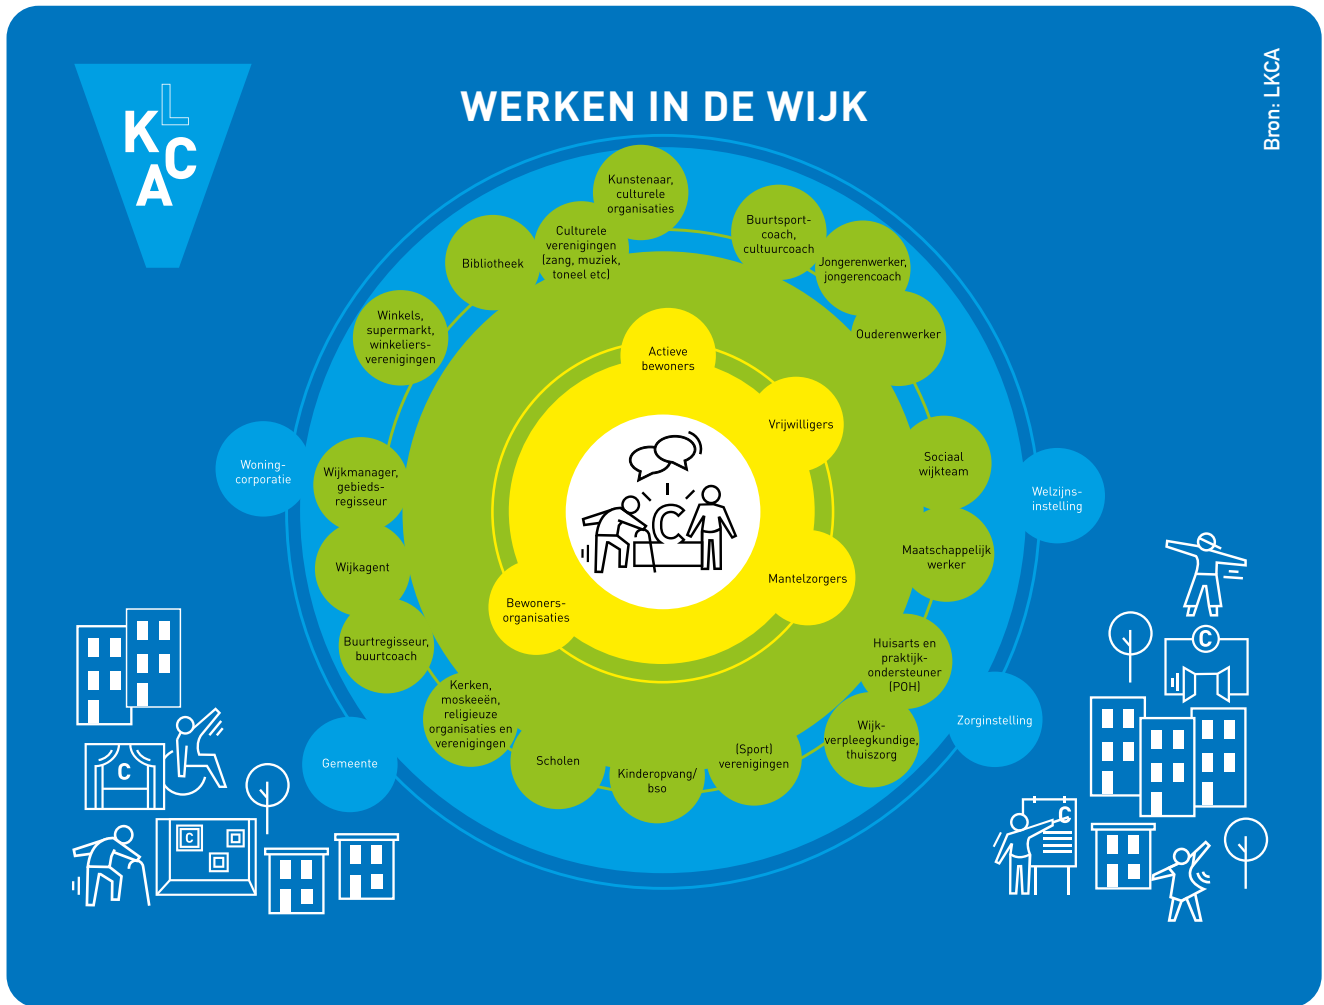 L
K
C
A
WERKEN IN DE WIJK
Bron: LKCA
Kunstenaar,
culturele
organisaties
Culturele
verenigingen
(zang, muziek,
toneel etc)
Bibliotheek
Winkels,
supermarkt,
winkeliers-
verenigingen
Buurtsport-
coach,
cultuurcoach
Jongerenwerker,
jongerencoach
Ouderenwerker
Actieve
bewoners
Vrijwilligers
Mantelzorgers
Bewoners-
organisaties
C
Woning-
corporatie
Wijkmanager,
gebieds-
regisseur
Wijkagent
Buurtregisseur,
buurtcoach
Kerken,
moskeeën,
religieuze
organisaties en
verenigingen
Gemeente
Scholen
Kinderopvang/
bso
(Sport)
verenigingen
Wijk-
verpleegkundige,
thuiszorg
Huisarts en
praktijk-
ondersteuner
(POH)
Zorginstelling
Maatschappelijk
werker
Sociaal
wijkteam
Welzijns-
instelling
C
C
C
C